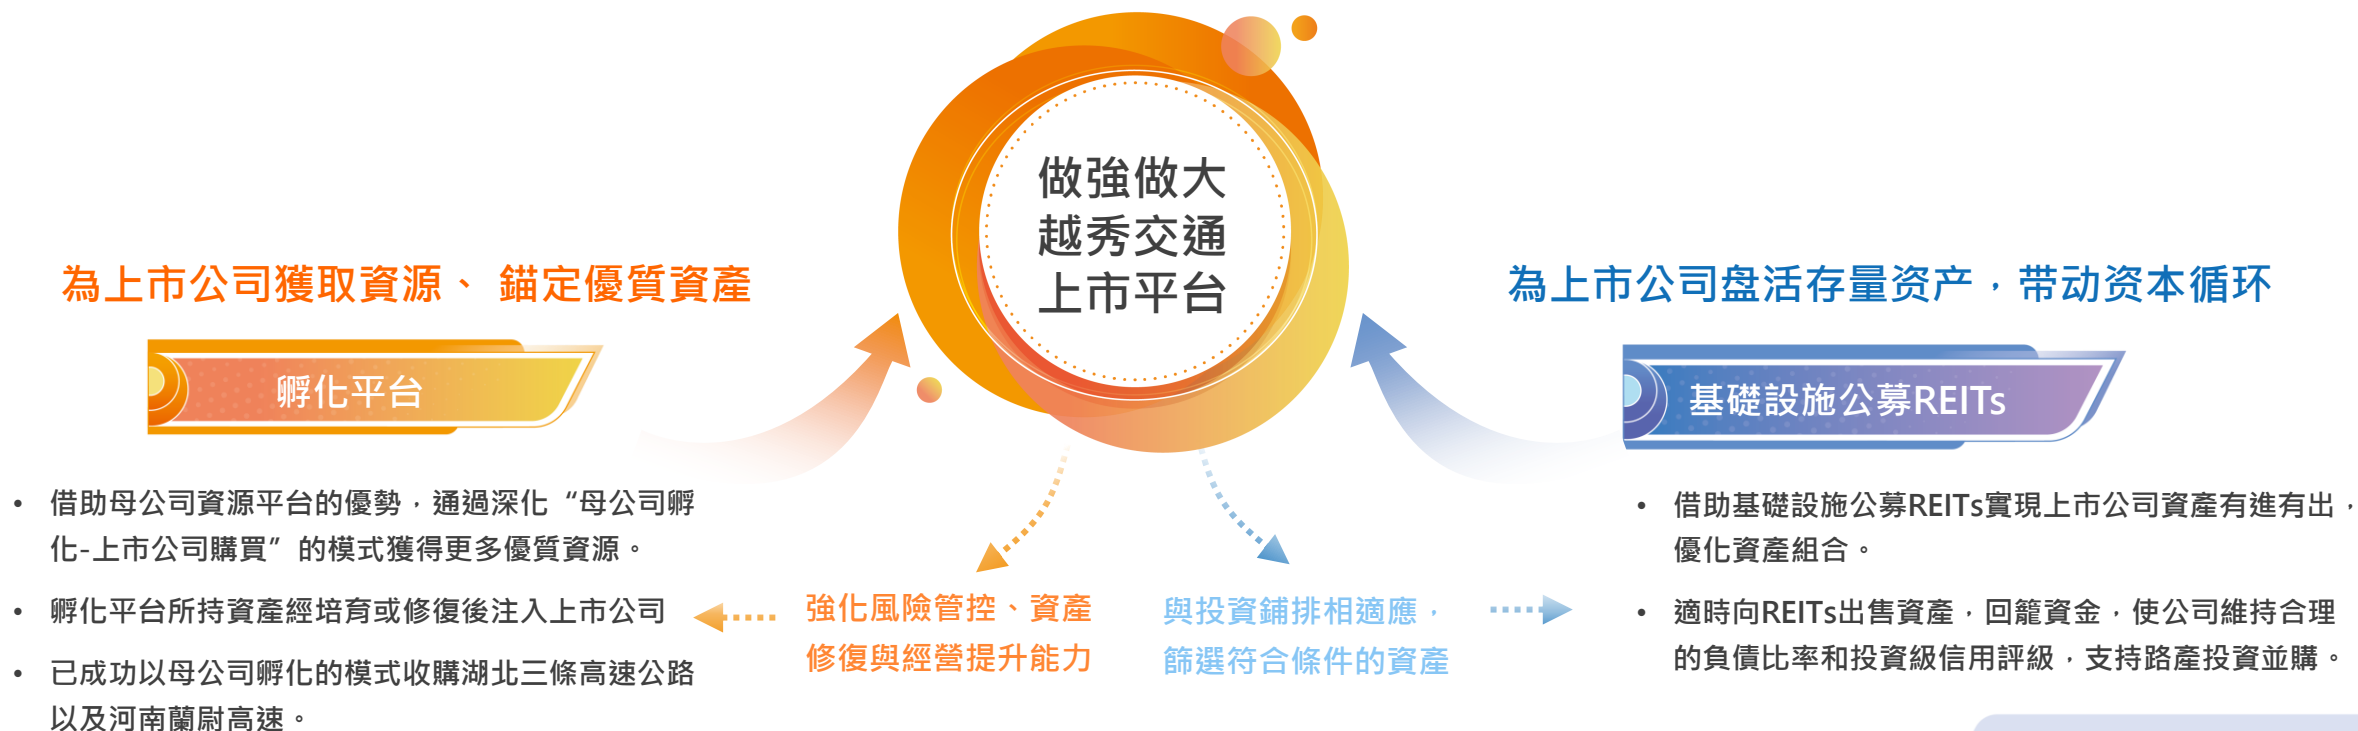 做強做大
越秀交通
上市平台
為上市公司獲取資源、 錨定優質資產
孵化平台
• 借助母公司資源平台的優勢，通過深化“母公司孵
化-上市公司購買”的模式獲得更多優質資源。
• 孵化平台所持資產經培育或修復後注入上市公司
• 已成功以母公司孵化的模式收購湖北三條高速公路
以及河南蘭尉高速。
強化風險管控、資產
修復與經營提升能力
與投資鋪排相適應，
篩選符合條件的資產
為上市公司盘活存量资产，带动资本循环
基礎設施公募REITs
• 借助基礎設施公募REITs實現上市公司資產有進有出，
優化資產組合。
• 適時向REITs出售資產，回籠資金，使公司維持合理
的負債比率和投資級信用評級，支持路產投資並購。